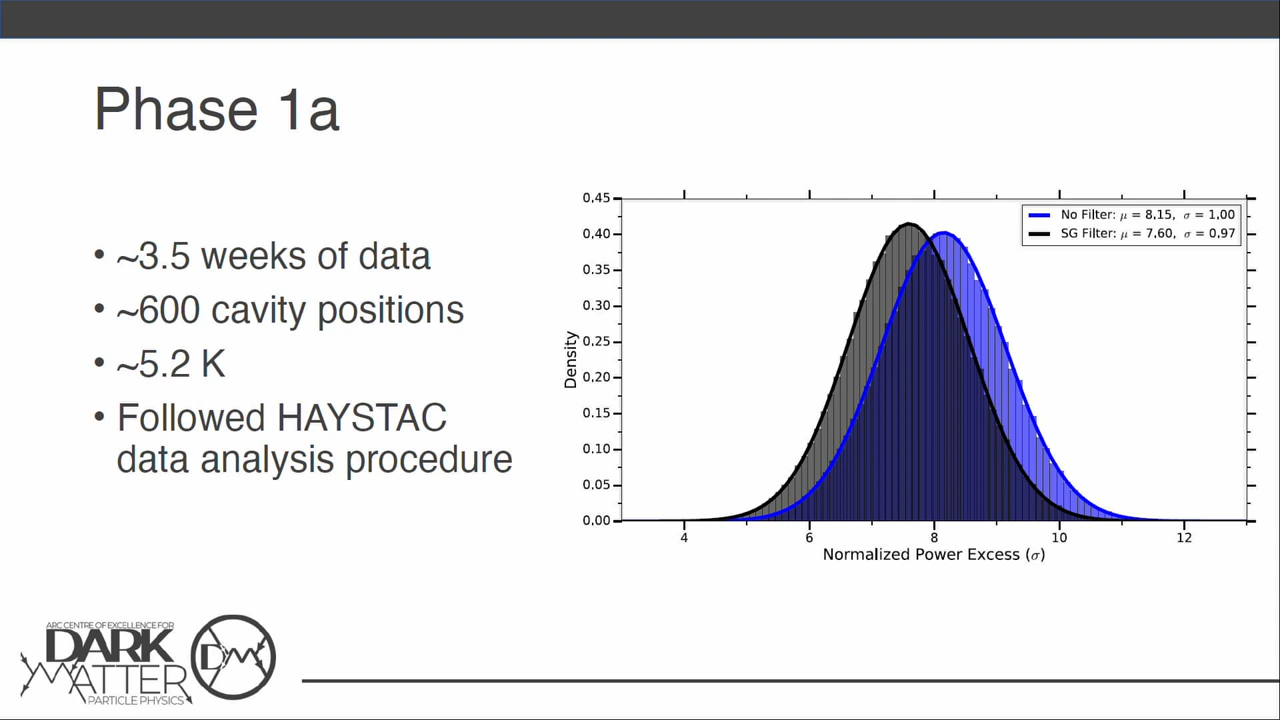 Phase 1a
• ~3.5 weeks of data
• ~600 cavity positions
• ~5.2 K
• Followed HAYSTAC
data analysis procedure
0.45
0.40
0.35
0.30
0.25
0.20
0.15
0.10
0.05
0.00
Density
No Filter: μ = 8.15, σ = 1.00
SG Filter: μ = 7.60, σ = 0.97
4 6 8 10 12
Normalized Power Excess (σ)
ARC CENTRE OF EXCELLENCE FOR
DARK
MATTER
PARTICLE PHYSICS
DM